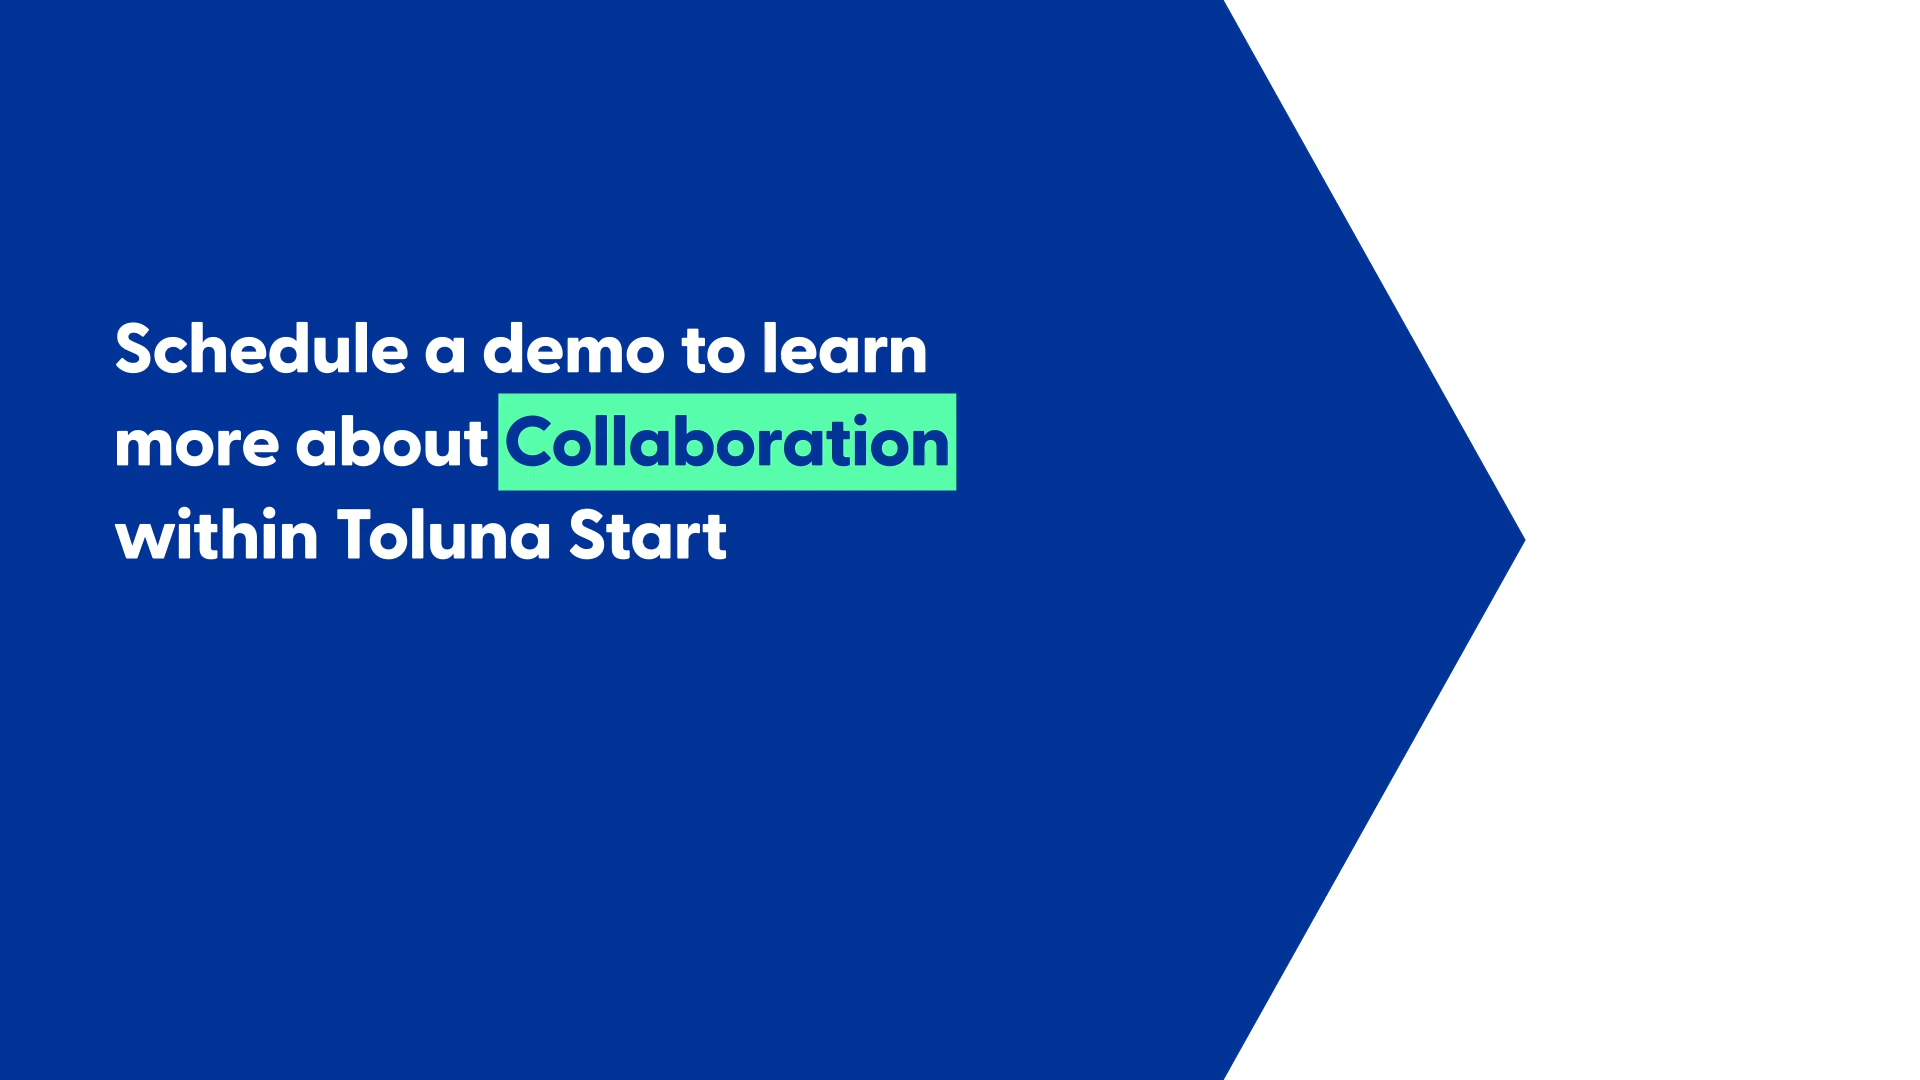 Schedule a demo to learn
more about Collaboration
within Toluna Start